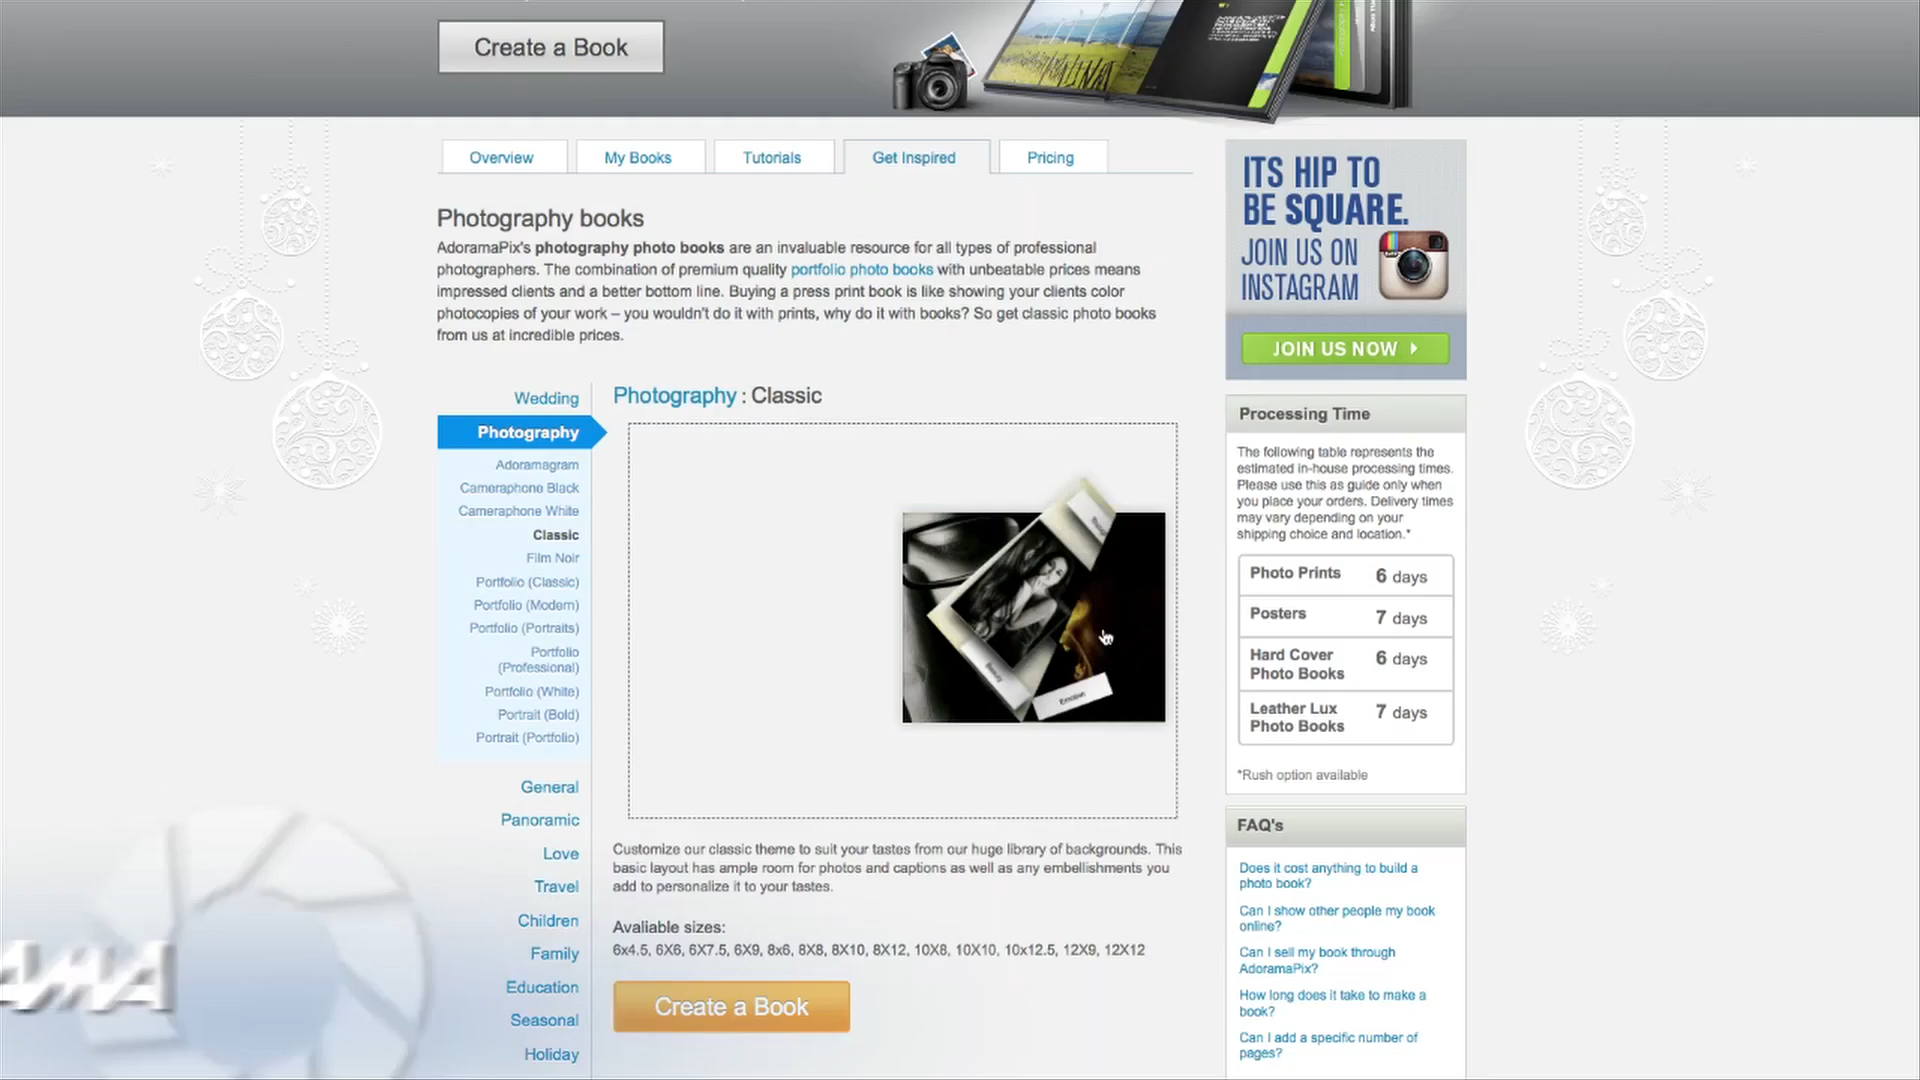 Create a Book
Overview
My Books
Tutorials
Get Inspired
Pricing
Photography books
AdoramaPix's photography photo books are an invaluable resource for all types of professional
photographers. The combination of premium quality portfolio photo books with unbeatable prices means
impressed clients and a better bottom line. Buying a press print book is like showing your clients color
photocopies of your work – you wouldn't do it with prints, why do it with books? So get classic photo books
from us at incredible prices.
Wedding
Photography
Adoramagram
Cameraphone Black
Cameraphone White
Classic
Film Noir
Portfolio (Classic)
Portfolio (Modern)
Portfolio (Portraits)
Portfolio
(Professional)
Portfolio (White)
Portrait (Bold)
Portrait (Portfolio)
General
Panoramic
Love
Travel
Children
Family
Education
Seasonal
Holiday
Photography : Classic
Beauty
Emotion
Customize our classic theme to suit your tastes from our huge library of backgrounds. This
basic layout has ample room for photos and captions as well as any embellishments you
add to personalize it to your tastes.
Available sizes:
6x4.5, 6X6, 6X7.5, 6X9, 8x6, 8X8, 8X10, 8X12, 10X8, 10X10, 10x12.5, 12X9, 12X12
Create a Book
ITS HIP TO
BE SQUARE.
JOIN US ON
INSTAGRAM
JOIN US NOW
Processing Time
The following table represents the
estimated in-house processing times.
Please use this as guide only when
you place your orders. Delivery times
may vary depending on your
shipping choice and location.*
Photo Prints 6 days
Posters 7 days
Hard Cover
Photo Books 6 days
Leather Lux
Photo Books 7 days
*Rush option available
FAQ's
Does it cost anything to build a
photo book?
Can I show other people my book
online?
Can I sell my book through
AdoramaPix?
How long does it take to make a
book?
Can I add a specific number of
pages?
AMA